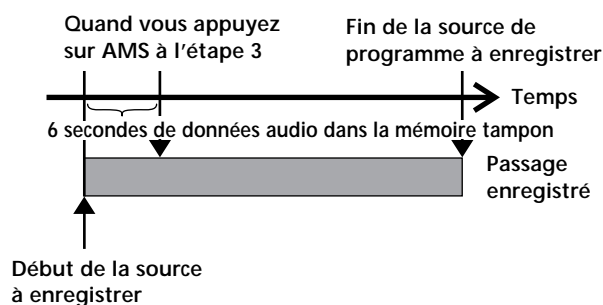 Quand vous appuyez
sur AMS à l'étape 3
Fin de la source de
programme à enregistrer
Temps
6 secondes de données audio dans la mémoire tampon
Passage
enregistré
Début de la source
à enregistrer